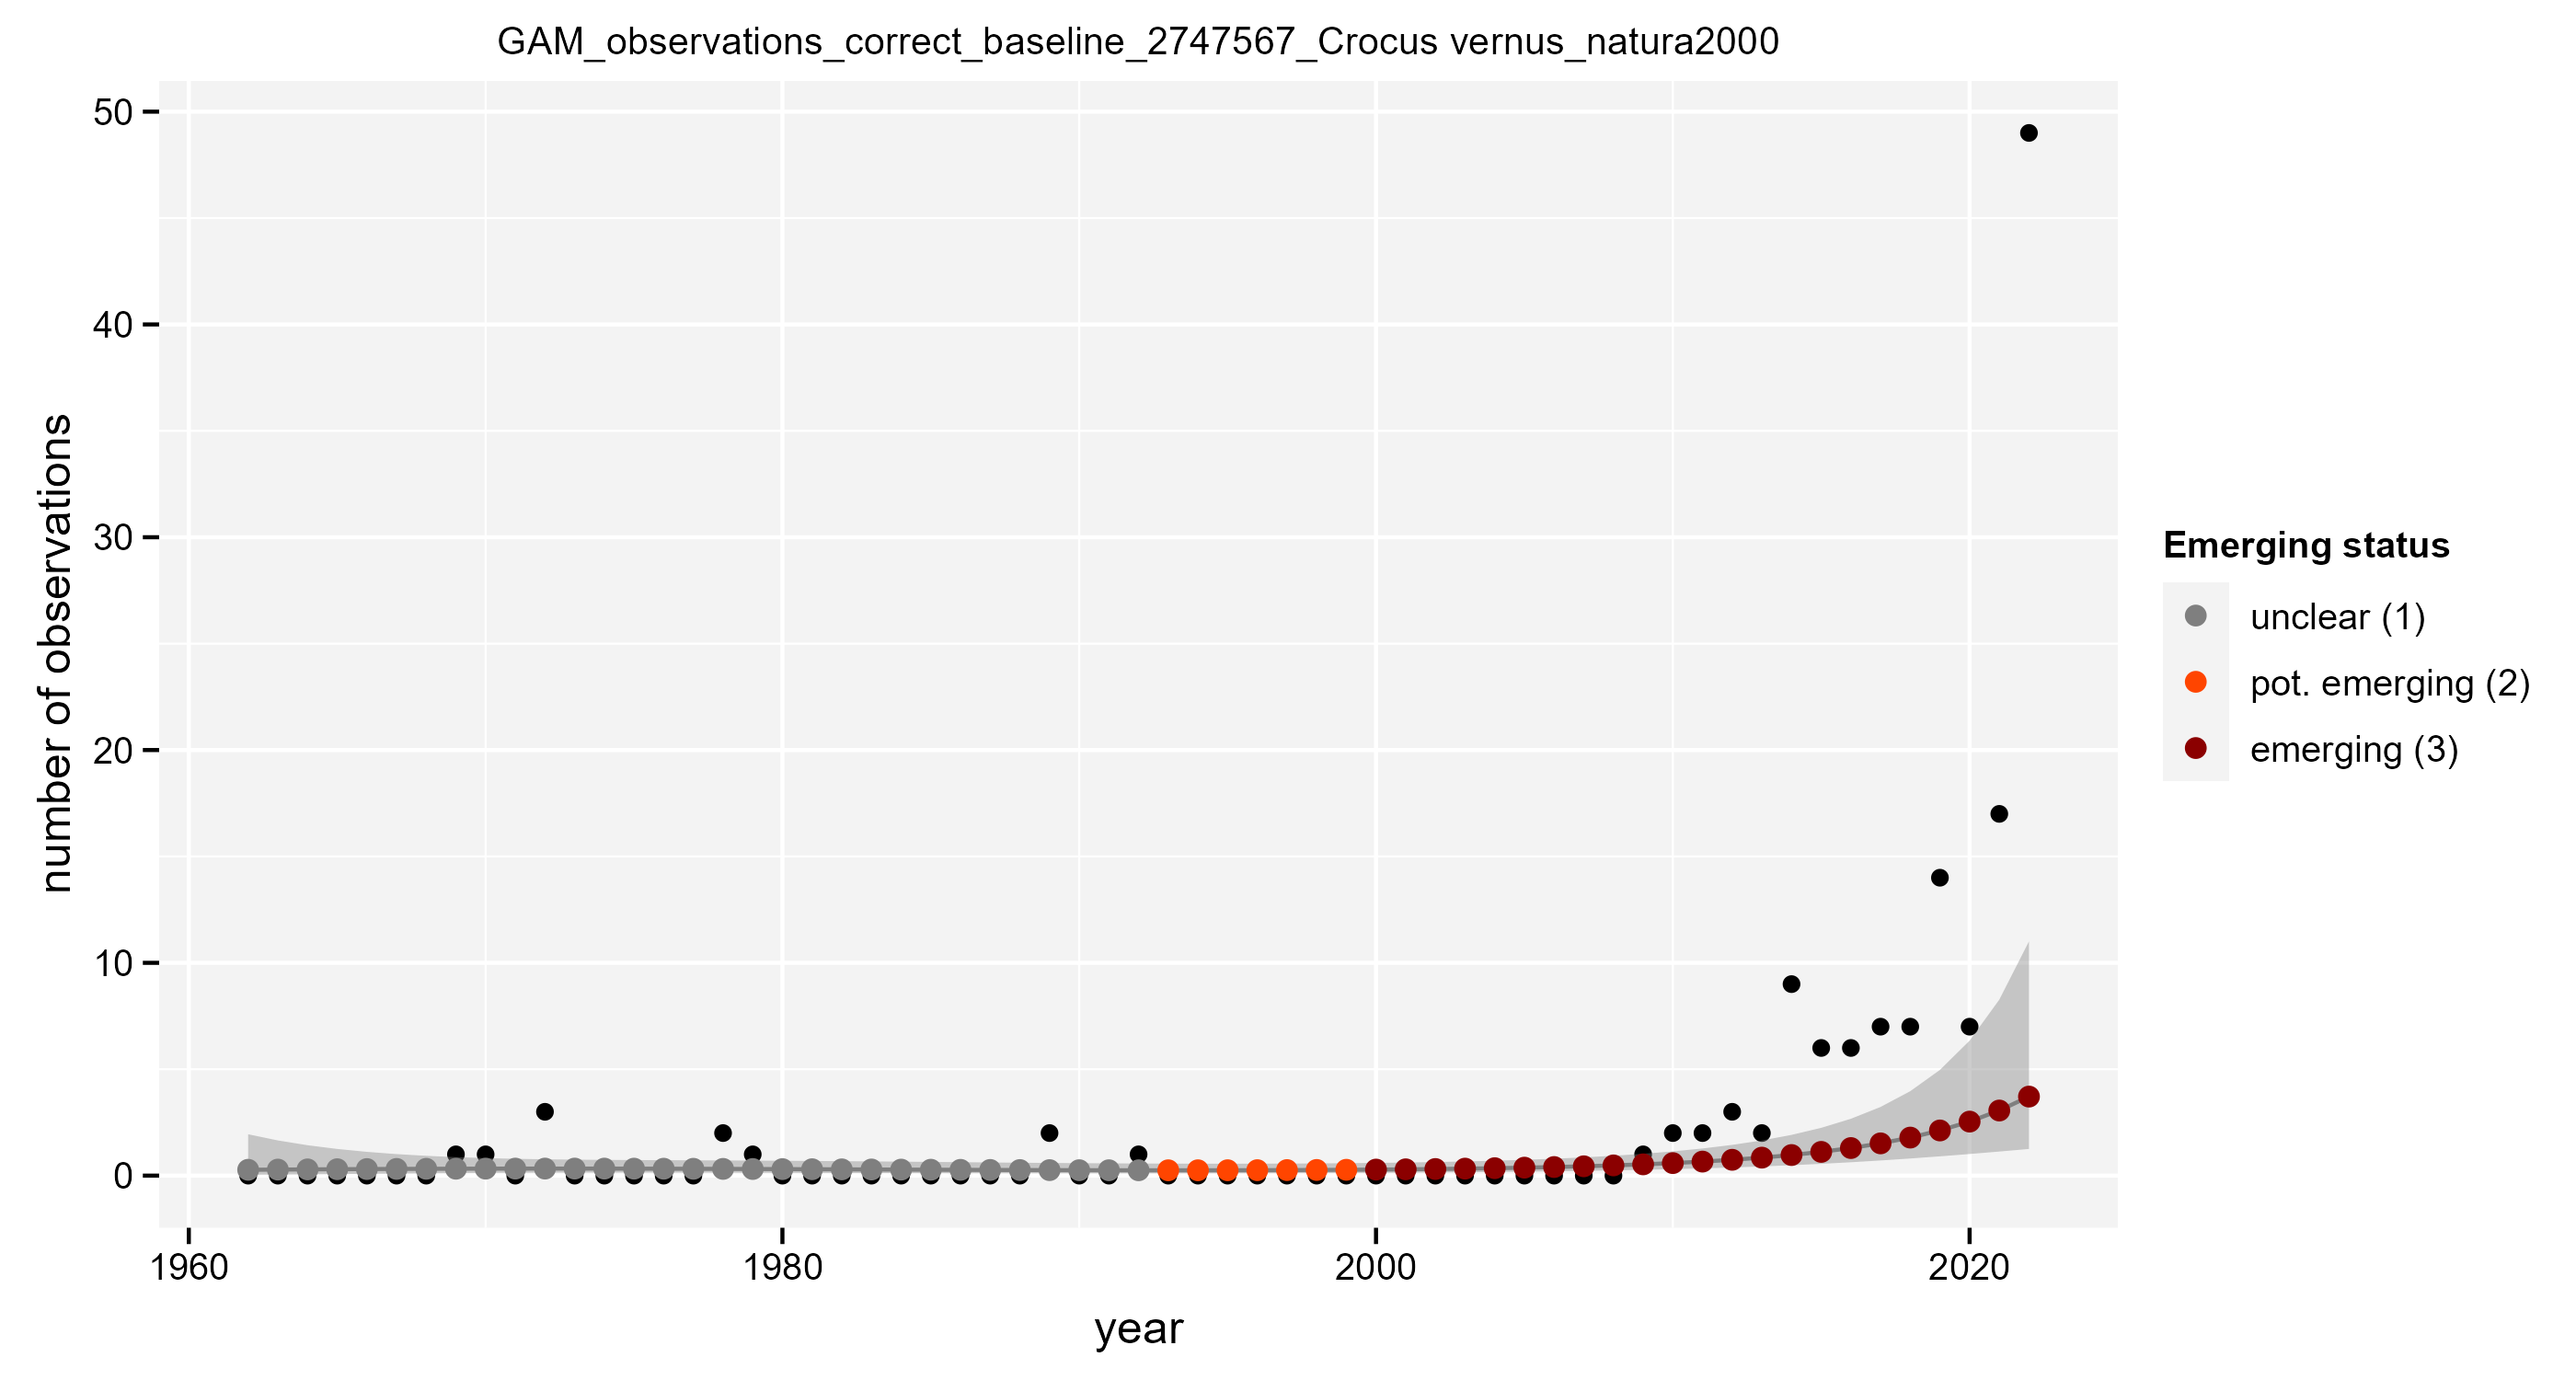 GAM_observations_correct_baseline_2747567_Crocus vernus_natura2000
number of observations
50
40
30
20
10
0
1960
1980
2000
2020
year
Emerging status
unclear (1)
pot. emerging (2)
emerging (3)